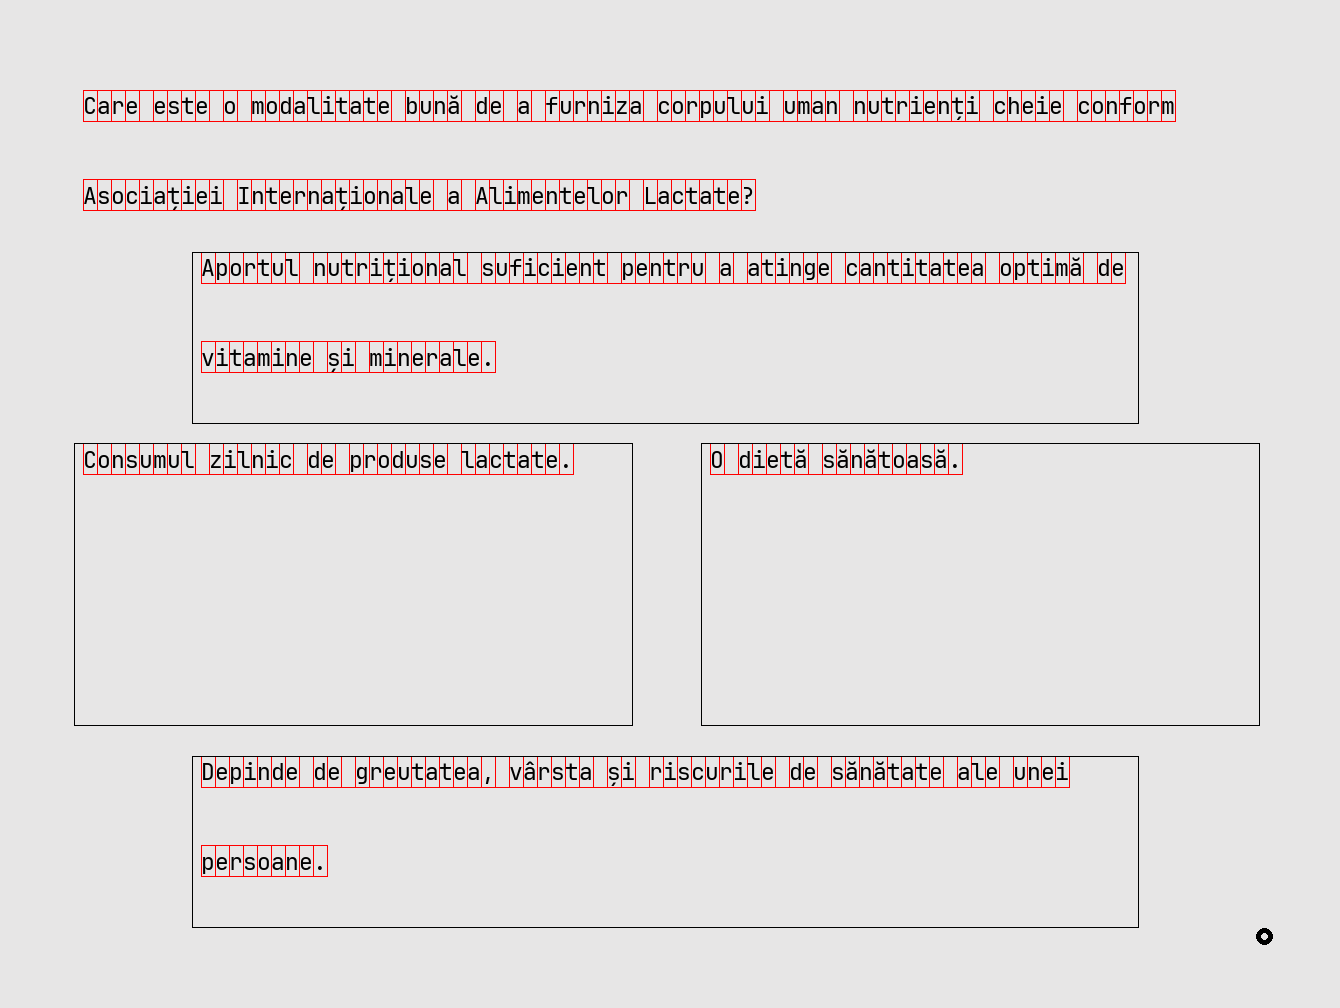 Care este o modalitate bună de a furniza corpului uman nutrienți cheie conform
Asociației Internaționale a Alimentelor Lactate?
Aportul nutrițional suficient pentru a atinge cantitatea optimă de
vitamine și minerale.
Consumul zilnic de produse lactate.
O dietă sănătoasă.
Depinde de greutatea, vârsta și riscurile de sănătate ale unei
persoane.